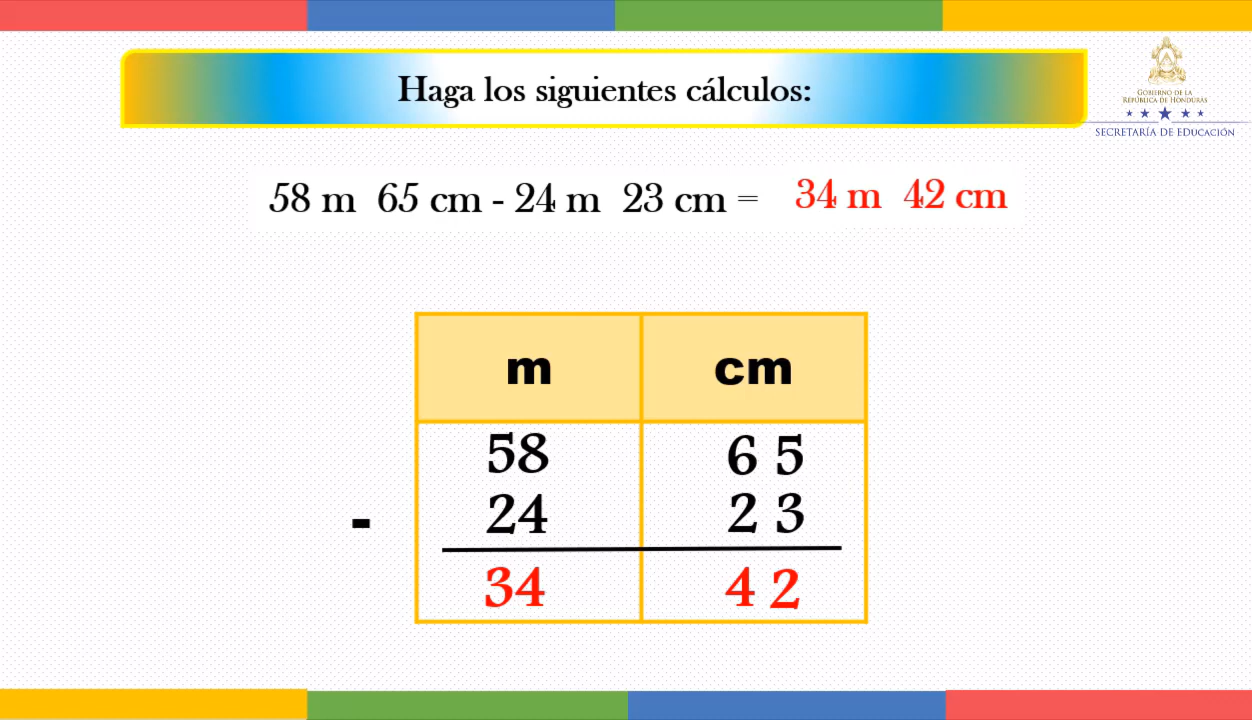 Haga los siguientes cálculos:
GOBIERNO DE LA
REPÚBLICA DE HONDURAS
SECRETARÍA DE EDUCACIÓN
58 m 65 cm - 24 m 23 cm = 34 m 42 cm
m cm
58 6 5
- 24 2 3
34 4 2